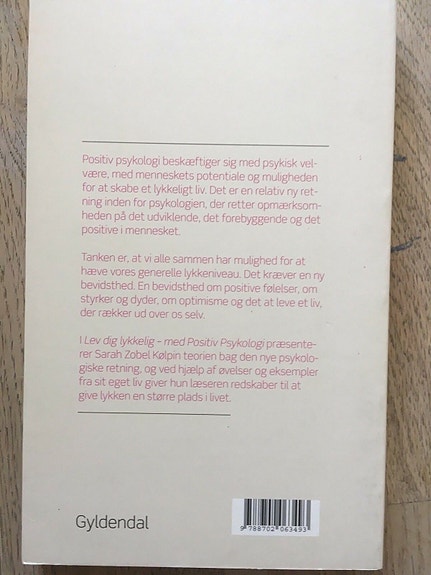 Positiv psykologi beskæftiger sig med psykisk vel-
være, med menneskets potentiale og muligheden
for at skabe et lykkeligt liv. Det er en relativ ny ret-
ning inden for psykologien, der retter opmærksom-
heden på det udviklende, det forebyggende og det
positive i mennesket.
Tanken er, at vi alle sammen har mulighed for at
hæve vores generelle lykkeniveau. Det kræver en ny
bevidsthed. En bevidsthed om positive følelser, om
styrker og dyder, om optimisme og det at leve et liv,
der rækker ud over os selv.
I Lev dig lykkelig – med Positiv Psykologi præsente-
rer Sarah Zobel Kølpin teorien bag den nye psykolo-
giske retning, og ved hjælp af øvelser og eksempler
fra sit eget liv giver hun læseren redskaber til at
give lykken en større plads i livet.
Gyldendal
9 788702 063493